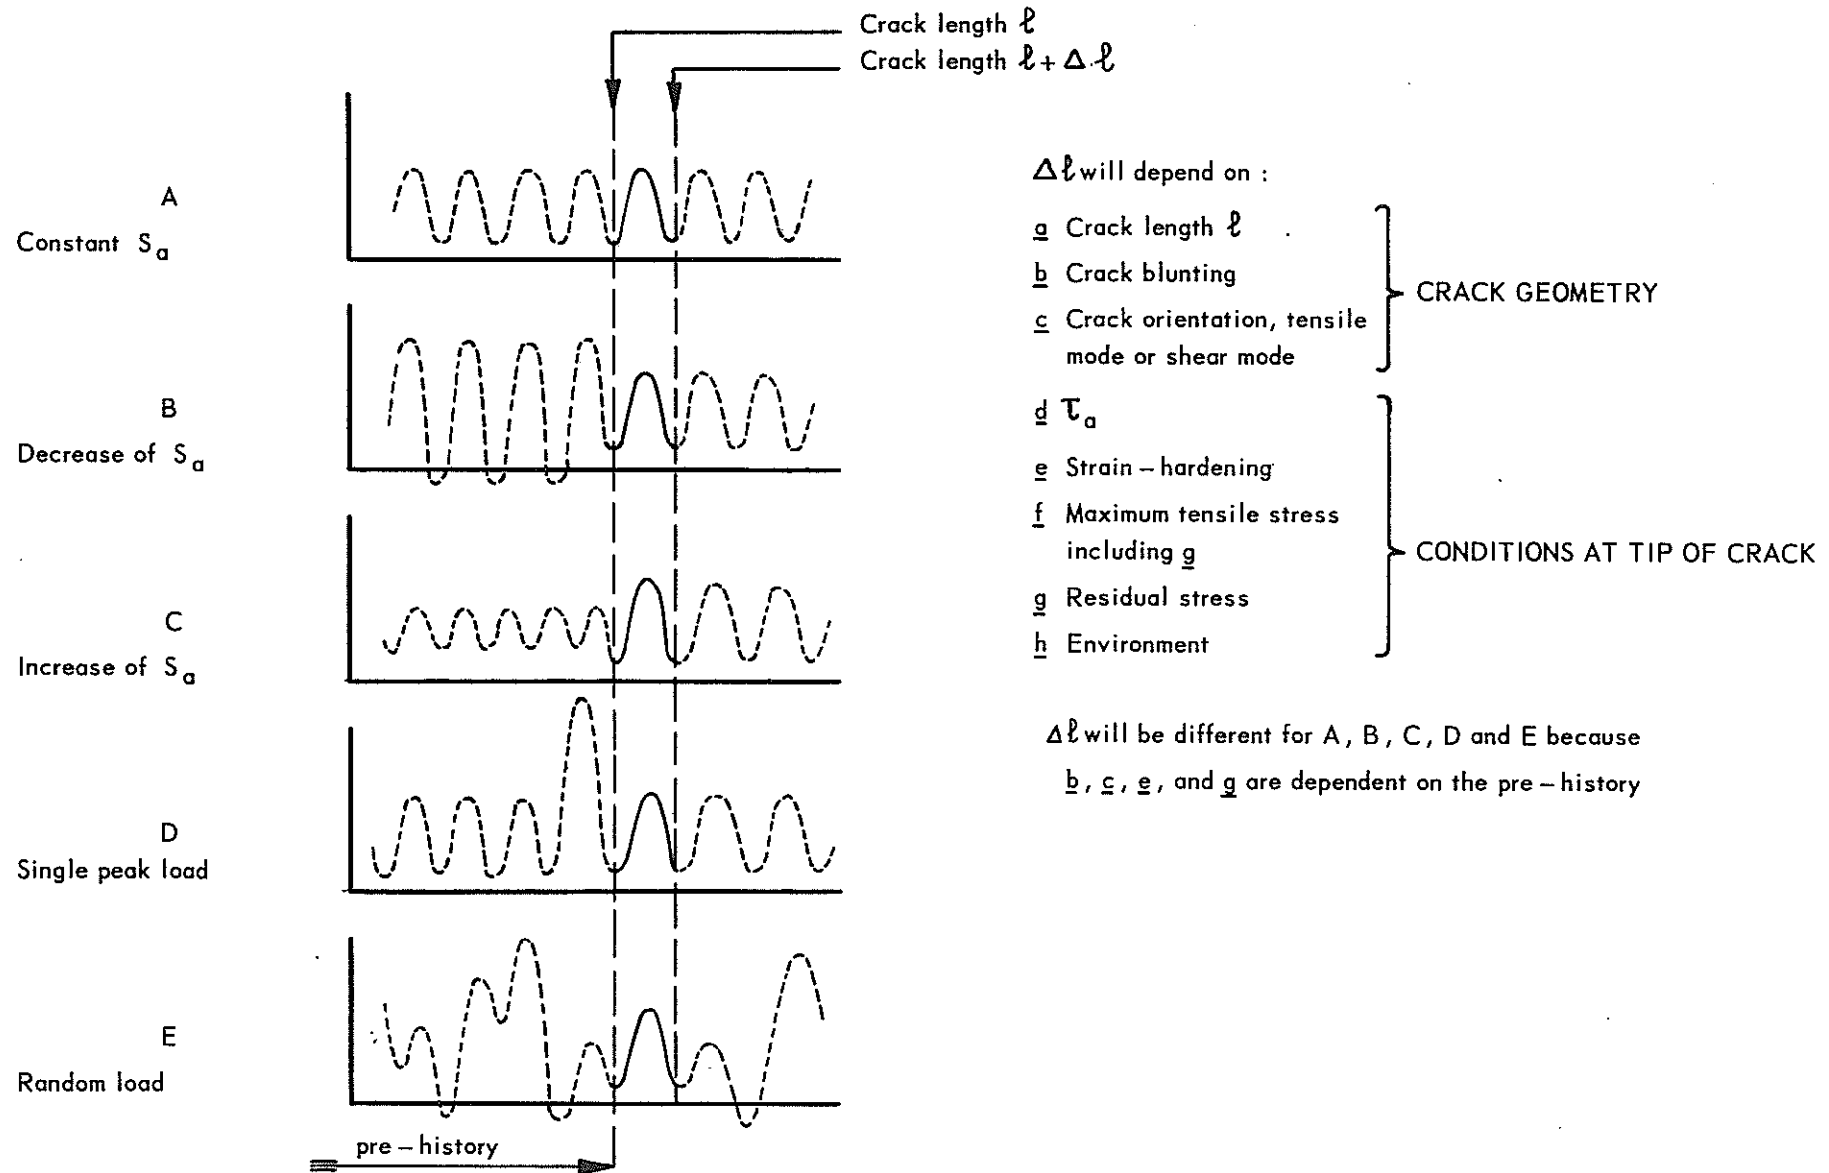 Crack length ℓ
Crack length ℓ + Δℓ
A
Constant Sa
B
Decrease of Sa
C
Increase of Sa
D
Single peak load
E
Random load
pre – history
Δℓ will depend on :
a Crack length ℓ
b Crack blunting
c Crack orientation, tensile
mode or shear mode
CRACK GEOMETRY
d τa
e Strain – hardening
f Maximum tensile stress
including g
g Residual stress
h Environment
CONDITIONS AT TIP OF CRACK
Δℓ will be different for A, B, C, D and E because
b, c, e, and g are dependent on the pre – history